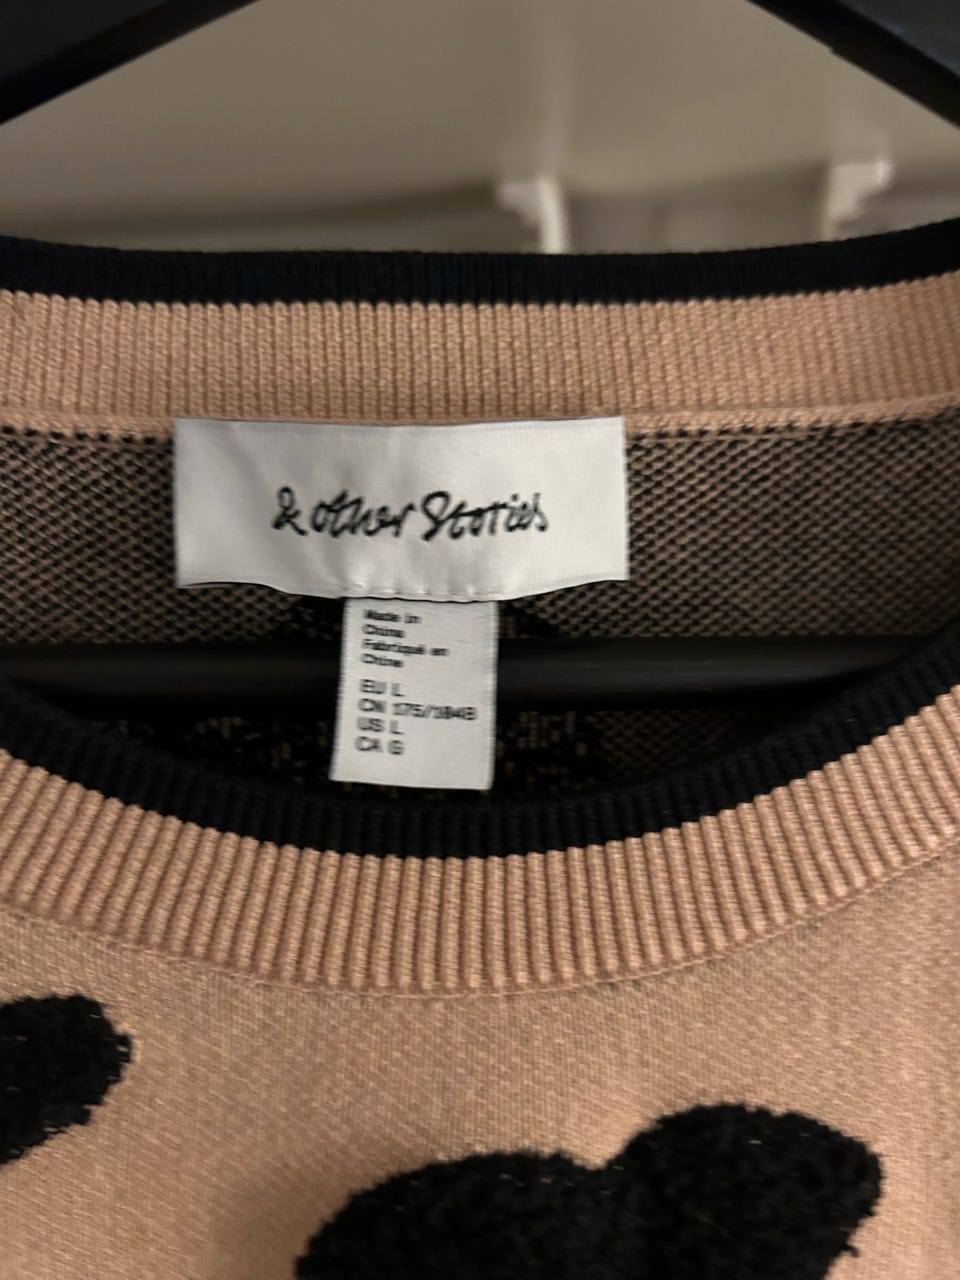 & other Stories
Made in
China
Fabriqué en
Chine
EU L
CN 175/104B
US L
CA G